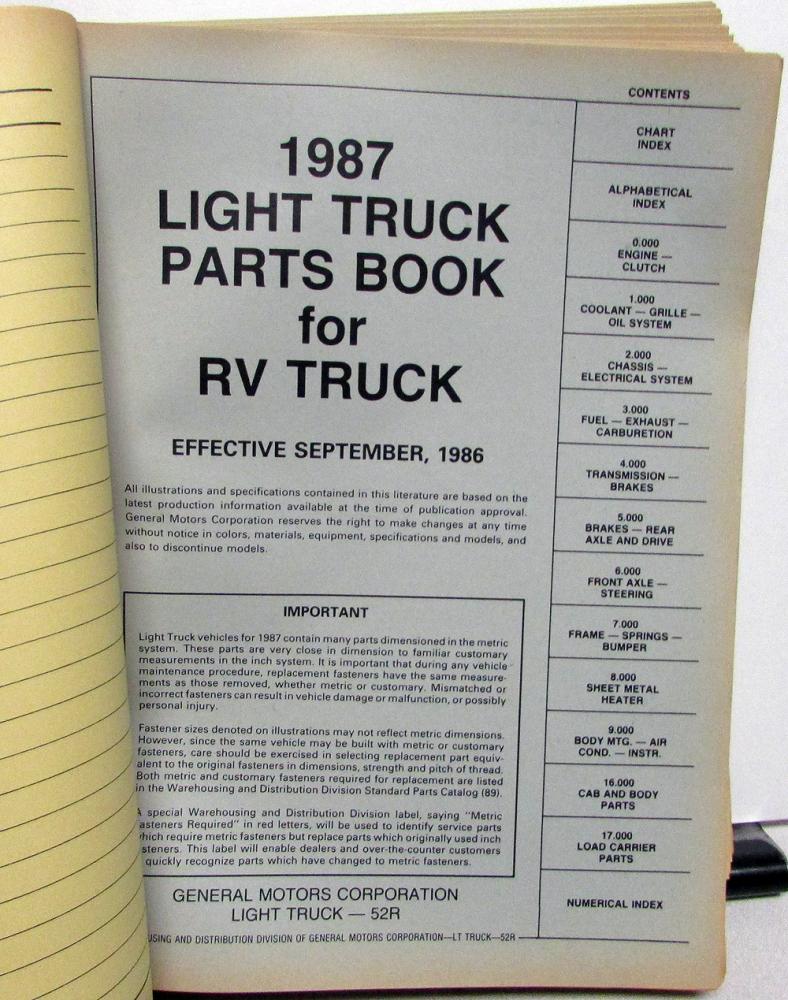 1987
LIGHT TRUCK
PARTS BOOK
for
RV TRUCK
EFFECTIVE SEPTEMBER, 1986
All illustrations and specifications contained in this literature are based on the
latest production information available at the time of publication approval.
General Motors Corporation reserves the right to make changes at any time
without notice in colors, materials, equipment, specifications and models, and
also to discontinue models.
IMPORTANT
Light Truck vehicles for 1987 contain many parts dimensioned in the metric
system. These parts are very close in dimension to familiar customary
measurements in the inch system. It is important that during any vehicle
maintenance procedure, replacement fasteners have the same measure-
ments as those removed, whether metric or customary. Mismatched or
incorrect fasteners can result in vehicle damage or malfunction, or possibly
personal injury.
Fastener sizes denoted on illustrations may not reflect metric dimensions.
However, since the same vehicle may be built with metric or customary
fasteners, care should be exercised in selecting replacement part equiv-
alent to the original fasteners in dimensions, strength and pitch of thread.
Both metric and customary fasteners required for replacement are listed
in the Warehousing and Distribution Division Standard Parts Catalog (89).
A special Warehousing and Distribution Division label, saying "Metric
asteners Required" in red letters, will be used to identify service parts
which require metric fasteners but replace parts which originally used inch
steners. This label will enable dealers and over-the-counter customers
quickly recognize parts which have changed to metric fasteners.
GENERAL MOTORS CORPORATION
LIGHT TRUCK — 52R
USING AND DISTRIBUTION DIVISION OF GENERAL MOTORS CORPORATION—LT TRUCK—52R
CONTENTS
CHART
INDEX
ALPHABETICAL
INDEX
0.000
ENGINE —
CLUTCH
1.000
COOLANT — GRILLE —
OIL SYSTEM
2.000
CHASSIS —
ELECTRICAL SYSTEM
3.000
FUEL — EXHAUST —
CARBURETION
4.000
TRANSMISSION —
BRAKES
5.000
BRAKES — REAR
AXLE AND DRIVE
6.000
FRONT AXLE —
STEERING
7.000
FRAME — SPRINGS —
BUMPER
8.000
SHEET METAL
HEATER
9.000
BODY MTG. — AIR
COND. — INSTR.
16.000
CAB AND BODY
PARTS
17.000
LOAD CARRIER
PARTS
NUMERICAL INDEX